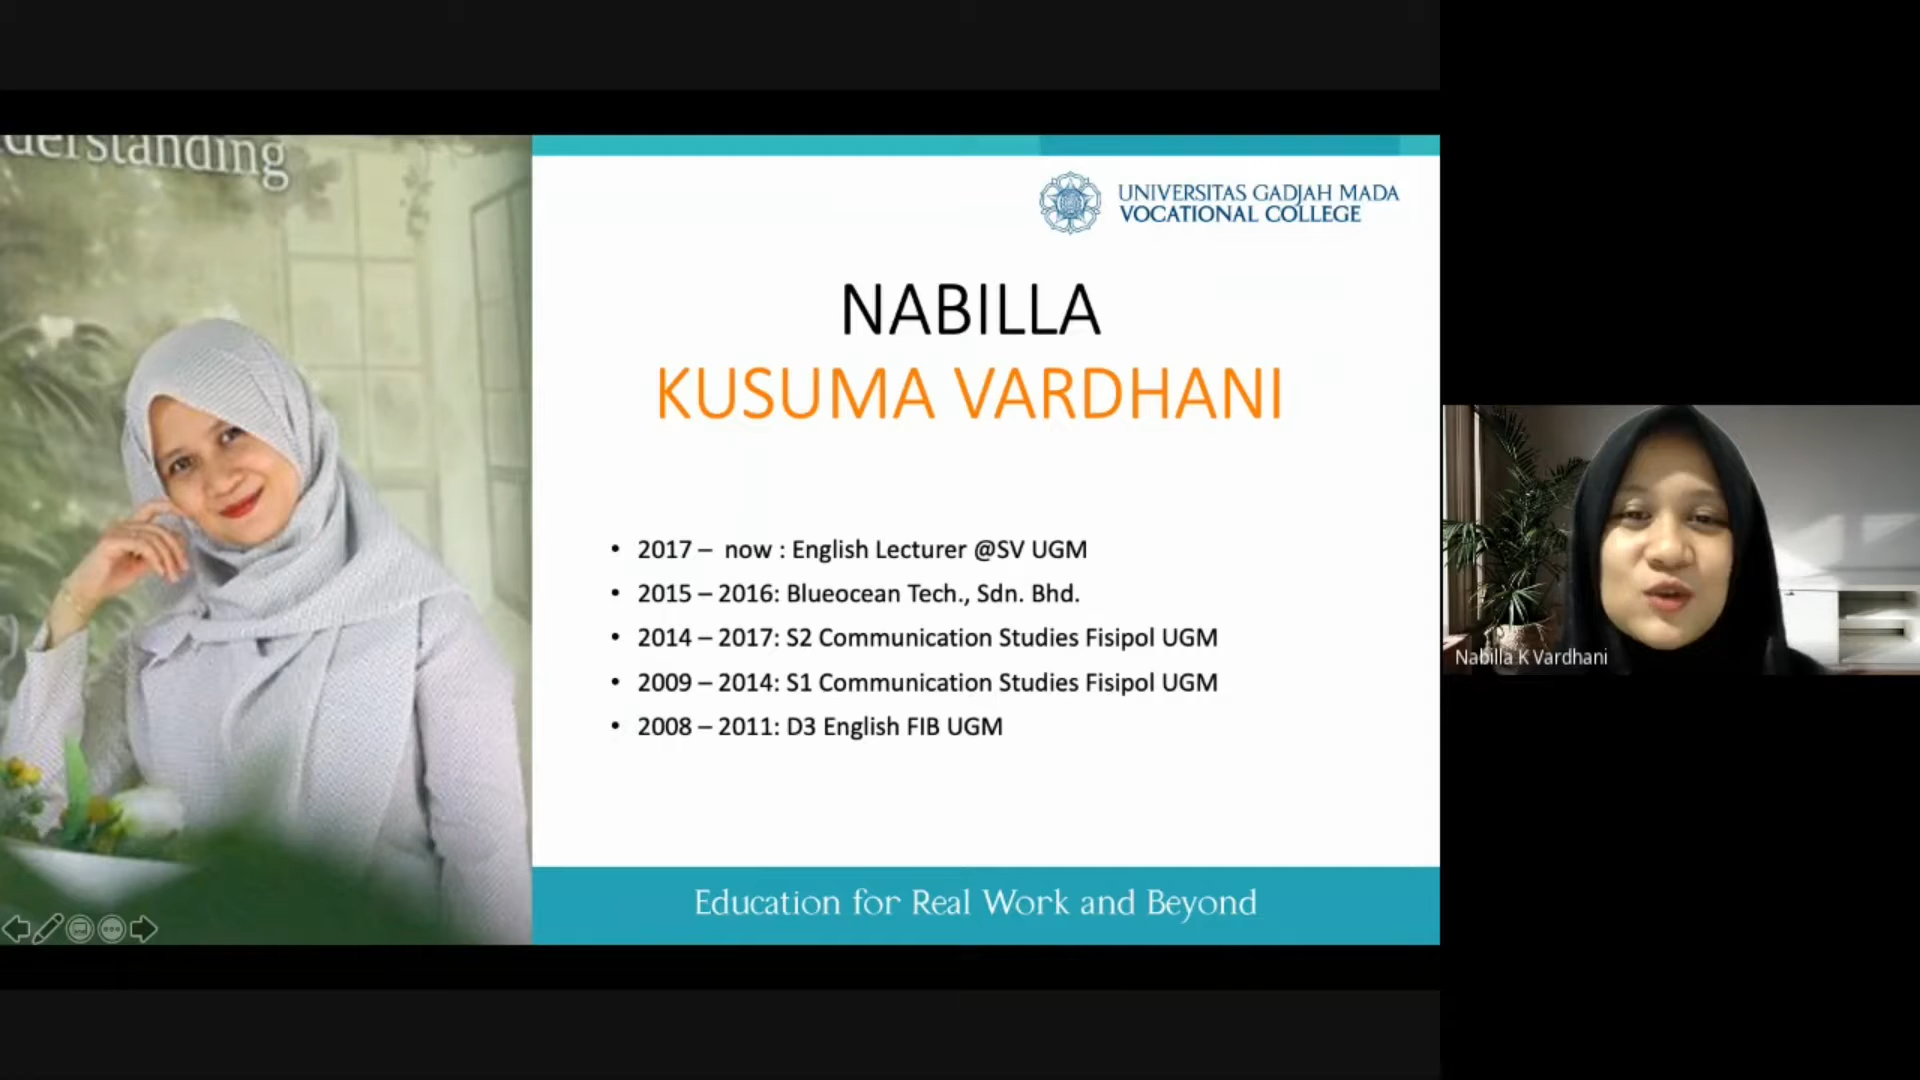 UNIVERSITAS GADJAH MADA
VOCATIONAL COLLEGE
NABILLA
KUSUMA VARDHANI
• 2017 – now : English Lecturer @SV UGM
• 2015 – 2016: Blueocean Tech., Sdn. Bhd.
• 2014 – 2017: S2 Communication Studies Fisipol UGM
• 2009 – 2014: S1 Communication Studies Fisipol UGM
• 2008 – 2011: D3 English FIB UGM
Education for Real Work and Beyond
Nabilla K Vardhani